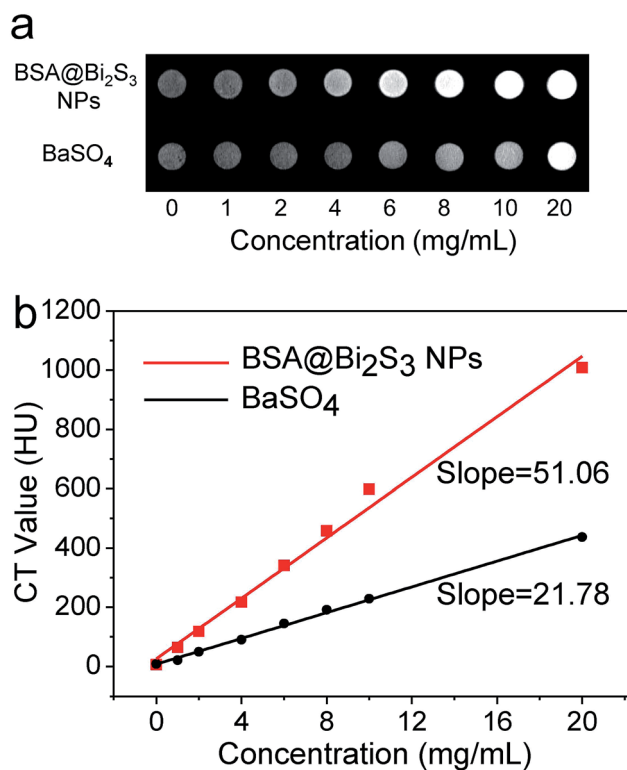 a
BSA@Bi₂S₃
NPs
BaSO₄
0 1 2 4 6 8 10 20
Concentration (mg/mL)
b
1200
1000
800
600
400
200
0
CT Value (HU)
BSA@Bi₂S₃ NPs
BaSO₄
Slope=51.06
Slope=21.78
0 4 8 12 16 20
Concentration (mg/mL)